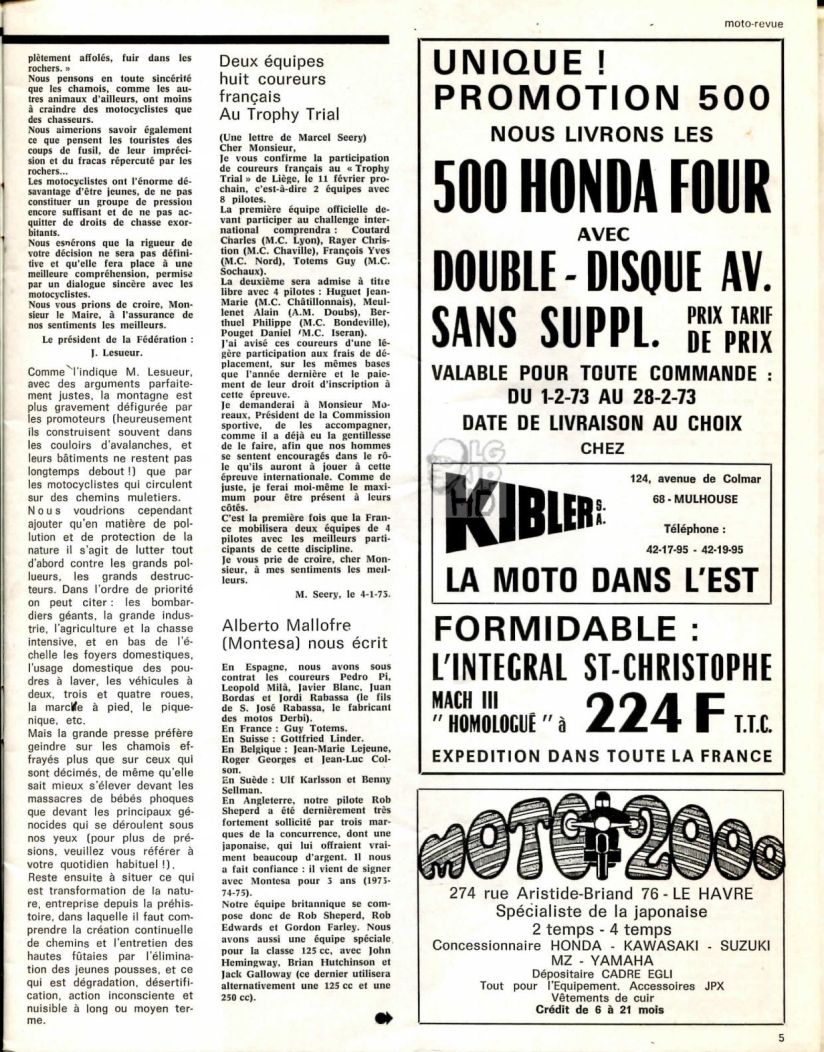 moto-revue
plètement affolés, fuir dans les
rochers. »
Nous pensons en toute sincérité
que les chamois, comme les au-
tres animaux d'ailleurs, ont moins
à craindre des motocyclistes que
des chasseurs.
Nous aimerions savoir également
ce que pensent les touristes des
coups de fusil, de leur impréci-
sion et du fracas répercuté par les
rochers...
Les motocyclistes ont l'énorme dé-
savantage d'être jeunes, de ne pas
constituer un groupe de pression
encore suffisant et de ne pas ac-
quitter de droits de chasse exor-
bitants.
Nous espérons que la rigueur de
votre décision ne sera pas défini-
tive et qu'elle fera place à une
meilleure compréhension, permise
par un dialogue sincère avec les
motocyclistes.
Nous vous prions de croire, Mon-
sieur le Maire, à l'assurance de
nos sentiments les meilleurs.
Le président de la Fédération :
J. Lesueur.
Comme l'indique M. Lesueur,
avec des arguments parfaite-
ment justes, la montagne est
plus gravement défigurée par
les promoteurs (heureusement
ils construisent souvent dans
les couloirs d'avalanches, et
leurs bâtiments ne restent pas
longtemps debout !) que par
les motocyclistes qui circulent
sur des chemins muletiers.
Nous voudrions cependant
ajouter qu'en matière de pol-
lution et de protection de la
nature il s'agit de lutter tout
d'abord contre les grands pol-
lueurs, les grands destruc-
teurs. Dans l'ordre de priorité
on peut citer : les bombar-
diers géants, la grande indus-
trie, l'agriculture et la chasse
intensive, et en bas de l'é-
chelle les foyers domestiques,
l'usage domestique des pou-
dres à laver, les véhicules à
deux, trois et quatre roues,
la marche à pied, le pique-
nique, etc.
Mais la grande presse préfère
geindre sur les chamois ef-
frayés plus que sur ceux qui
sont décimés, de même qu'elle
sait mieux s'élever devant les
massacres de bébés phoques
que devant les principaux gé-
nocides qui se déroulent sous
nos yeux (pour plus de pré-
sions, veuillez vous référer à
votre quotidien habituel !).
Reste ensuite à situer ce qui
est transformation de la natu-
re, entreprise depuis la préhis-
toire, dans laquelle il faut com-
prendre la création continuelle
de chemins et l'entretien des
hautes fûtaies par l'élimina-
tion des jeunes pousses, et ce
qui est dégradation, désertifi-
cation, action inconsciente et
nuisible à long ou moyen ter-
me.
Deux équipes
huit coureurs
français
Au Trophy Trial
(Une lettre de Marcel Seery)
Cher Monsieur,
Je vous confirme la participation
de coureurs français au « Trophy
Trial » de Liège, le 11 février pro-
chain, c'est-à-dire 2 équipes avec
8 pilotes.
La première équipe officielle de-
vant participer au challenge inter-
national comprendra : Coutard
Charles (M.C. Lyon), Rayer Chris-
tion (M.C. Chaville), François Yves
(M.C. Nord), Totems Guy (M.C.
Sochaux).
La deuxième sera admise à titre
libre avec 4 pilotes : Huguet Jean-
Marie (M.C. Châtillonnais), Meul-
lenet Alain (A.M. Doubs), Ber-
thuel Philippe (M.C. Bondeville),
Pouget Daniel (M.C. Iseran).
J'ai avisé ces coureurs d'une lé-
gère participation aux frais de dé-
placement, sur les mêmes bases
que l'année dernière et le paie-
ment de leur droit d'inscription à
cette épreuve.
Je demanderai à Monsieur Mo-
reaux, Président de la Commission
sportive, de les accompagner,
comme il a déjà eu la gentillesse
de le faire, afin que nos hommes
se sentent encouragés dans le rô-
le qu'ils auront à jouer à cette
épreuve internationale. Comme de
juste, je ferai moi-même le maxi-
mum pour être présent à leurs
côtés.
C'est la première fois que la Fran-
ce mobilisera deux équipes de 4
pilotes avec les meilleurs parti-
cipants de cette discipline.
Je vous prie de croire, cher Mon-
sieur, à mes sentiments les meil-
leurs.
M. Seery, le 4-1-73.
Alberto Mallofre
(Montesa) nous écrit
En Espagne, nous avons sous
contrat les coureurs Pedro Pi,
Leopold Milà, Javier Blanc, Juan
Bordas et Jordi Rabassa (le fils
de S. José Rabassa, le fabricant
des motos Derbi).
En France : Guy Totems.
En Suisse : Gottfried Linder.
En Belgique : Jean-Marie Lejeune,
Roger Georges et Jean-Luc Col-
son.
En Suède : Ulf Karlsson et Benny
Sellman.
En Angleterre, notre pilote Rob
Sheperd a été dernièrement très
fortement sollicité par trois mar-
ques de la concurrence, dont une
japonaise, qui lui offraient vrai-
ment beaucoup d'argent. Il nous
a fait confiance : il vient de signer
avec Montesa pour 3 ans (1973-
74-75).
Notre équipe britannique se com-
pose donc de Rob Sheperd, Rob
Edwards et Gordon Farley. Nous
avons aussi une équipe spéciale
pour la classe 125 cc, avec John
Hemingway, Brian Hutchinson et
Jack Galloway (ce dernier utilisera
alternativement une 125 cc et une
250 cc).
UNIQUE !
PROMOTION 500
NOUS LIVRONS LES
500 HONDA FOUR
AVEC
DOUBLE - DISQUE AV.
SANS SUPPL. PRIX TARIF
DE PRIX
VALABLE POUR TOUTE COMMANDE :
DU 1-2-73 AU 28-2-73
DATE DE LIVRAISON AU CHOIX
CHEZ
KIBLER S.A.
124, avenue de Colmar
68 - MULHOUSE
Téléphone :
42-17-95 - 42-19-95
LA MOTO DANS L'EST
FORMIDABLE :
L'INTEGRAL ST-CHRISTOPHE
MACH III
" HOMOLOGUÉ " à 224 F T.T.C.
EXPEDITION DANS TOUTE LA FRANCE
MOTO 2000
274 rue Aristide-Briand 76 - LE HAVRE
Spécialiste de la japonaise
2 temps - 4 temps
Concessionnaire HONDA - KAWASAKI - SUZUKI
MZ - YAMAHA
Dépositaire CADRE EGLI
Tout pour l'Equipement. Accessoires JPX
Vêtements de cuir
Crédit de 6 à 21 mois
5